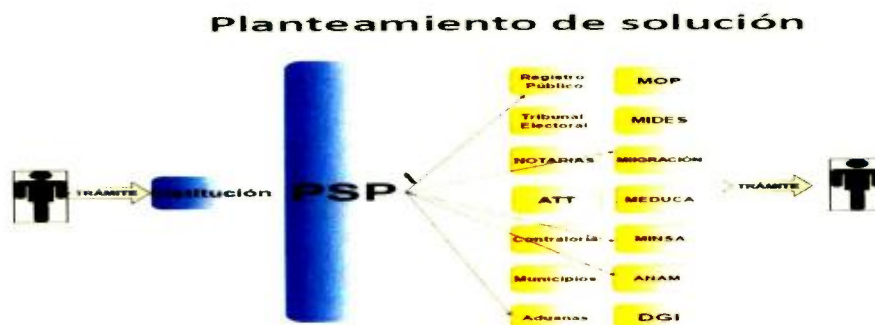 Planteamiento de solución
TRÁMITE
Institución
PSP
Registro
Público
MOP
Tribunal
Electoral
MIDES
NOTARIAS
MIIGRACIÓN
ATT
MEDUCA
Contraloría
MINSA
Municipios
ANAM
Aduanas
DGI
TRÁMITE